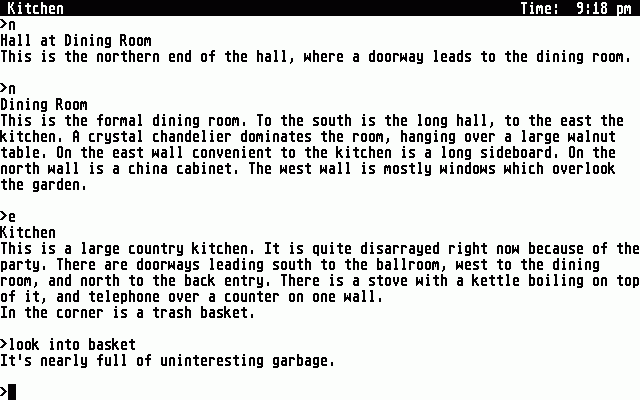 Kitchen Time: 9:18 pm
>n
Hall at Dining Room
This is the northern end of the hall, where a doorway leads to the dining room.
>n
Dining Room
This is the formal dining room. To the south is the long hall, to the east the
kitchen. A crystal chandelier dominates the room, hanging over a large walnut
table. On the east wall convenient to the kitchen is a long sideboard. On the
north wall is a china cabinet. The west wall is mostly windows which overlook
the garden.
>e
Kitchen
This is a large country kitchen. It is quite disarrayed right now because of the
party. There are doorways leading south to the ballroom, west to the dining
room, and north to the back entry. There is a stove with a kettle boiling on top
of it, and telephone over a counter on one wall.
In the corner is a trash basket.
>look into basket
It's nearly full of uninteresting garbage.
>